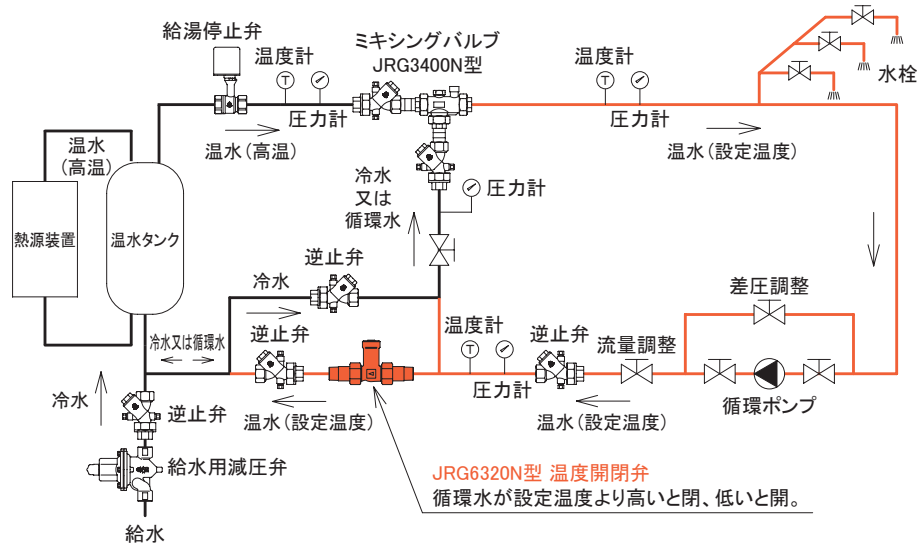 給湯停止弁
温度計
T
ミキシングバルブ
JRG3400N型
温度計
T
水栓
圧力計
圧力計
温水(高温)
温水(設定温度)
温水
(高温)
熱源装置
温水タンク
冷水
又は
循環水
圧力計
冷水
逆止弁
差圧調整
冷水又は循環水
逆止弁
温度計
T
逆止弁
流量調整
圧力計
循環ポンプ
冷水
逆止弁
温水(設定温度)
温水(設定温度)
給水用減圧弁
JRG6320N型 温度開閉弁
循環水が設定温度より高いと閉、低いと開。
給水